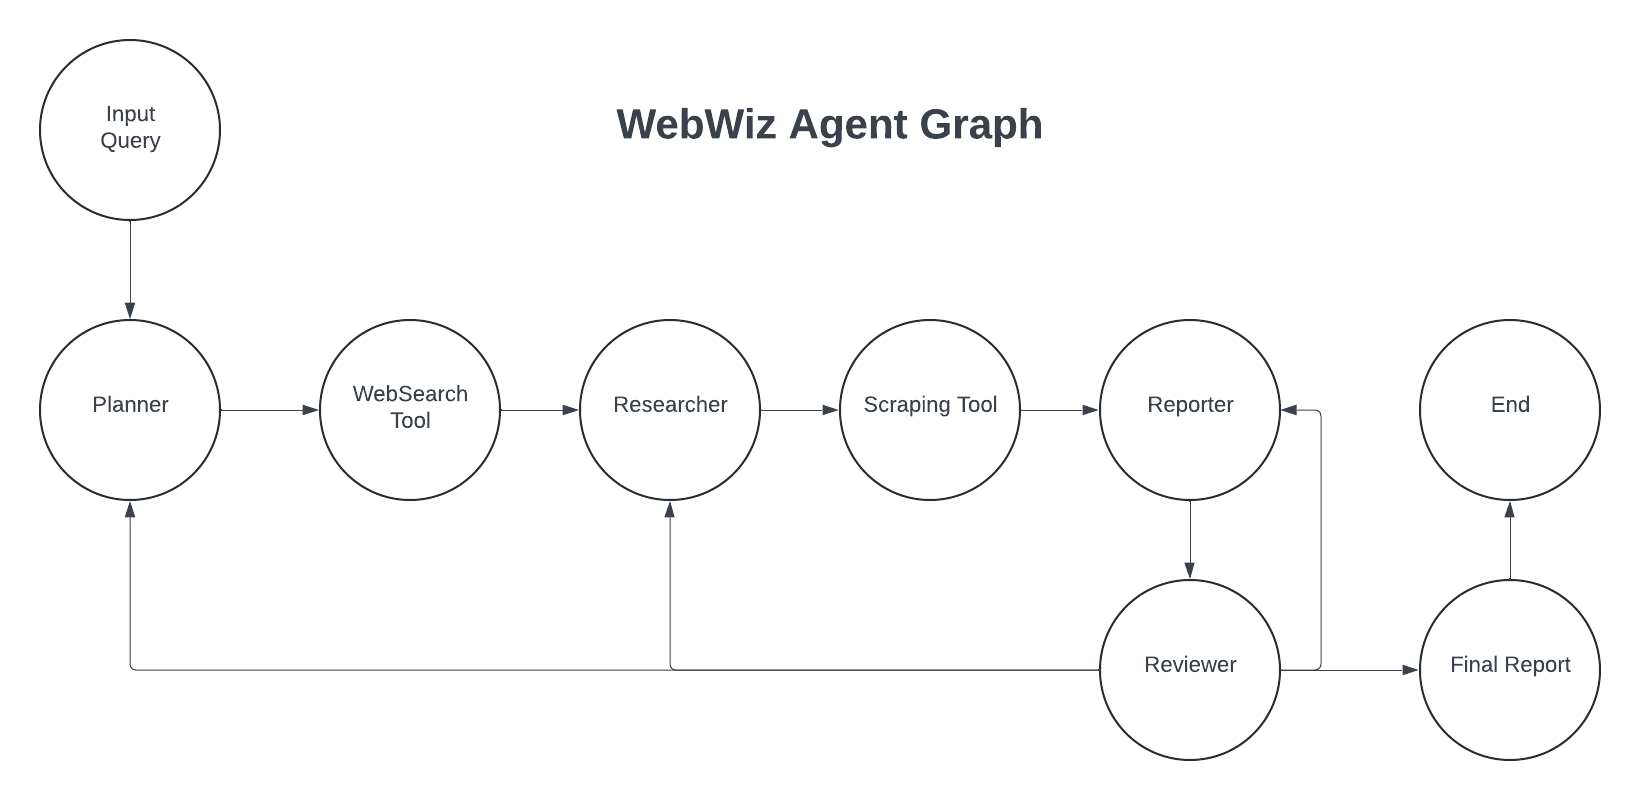 Input
Query
WebWiz Agent Graph
Planner
WebSearch
Tool
Researcher
Scraping Tool
Reporter
End
Reviewer
Final Report